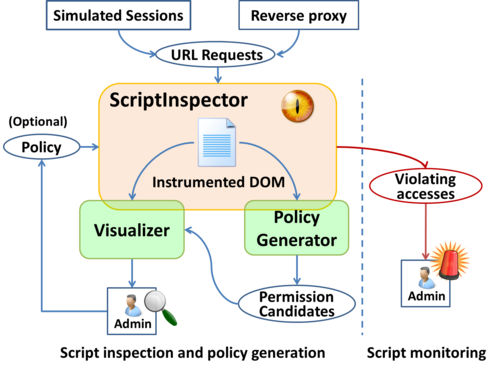 Simulated Sessions
Reverse proxy
URL Requests
ScriptInspector
(Optional)
Policy
Instrumented DOM
Violating
accesses
Visualizer
Policy
Generator
Admin
Permission
Candidates
Admin
Script inspection and policy generation
Script monitoring